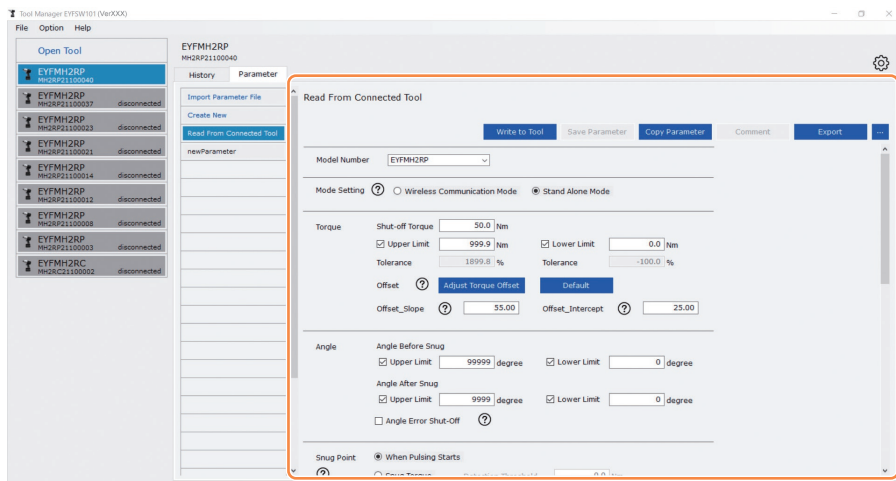 Tool Manager EYFSW101 (VerXXX)
File Option Help
Open Tool
EYFMH2RP
MH2RP21100040
EYFMH2RP
MH2RP21100037 disconnected
EYFMH2RP
MH2RP21100023 disconnected
EYFMH2RP
MH2RP21100021 disconnected
EYFMH2RP
MH2RP21100014 disconnected
EYFMH2RP
MH2RP21100012 disconnected
EYFMH2RP
MH2RP21100008 disconnected
EYFMH2RP
MH2RP21100003 disconnected
EYFMH2RC
MH2RC21100002 disconnected
EYFMH2RP
MH2RP21100040
History Parameter
Import Parameter File
Create New
Read From Connected Tool
newParameter
Read From Connected Tool
Write to Tool Save Parameter Copy Parameter Comment Export ...
Model Number EYFMH2RP
Mode Setting ? Wireless Communication Mode Stand Alone Mode
Torque Shut-off Torque 50.0 Nm
Upper Limit 999.9 Nm Lower Limit 0.0 Nm
Tolerance 1899.8 % Tolerance -100.0 %
Offset ? Adjust Torque Offset Default
Offset_Slope ? 55.00 Offset_Intercept ? 25.00
Angle Angle Before Snug
Upper Limit 99999 degree Lower Limit 0 degree
Angle After Snug
Upper Limit 9999 degree Lower Limit 0 degree
Angle Error Shut-Off ?
Snug Point When Pulsing Starts
? Snug Torque Detection Threshold 0.0 Nm